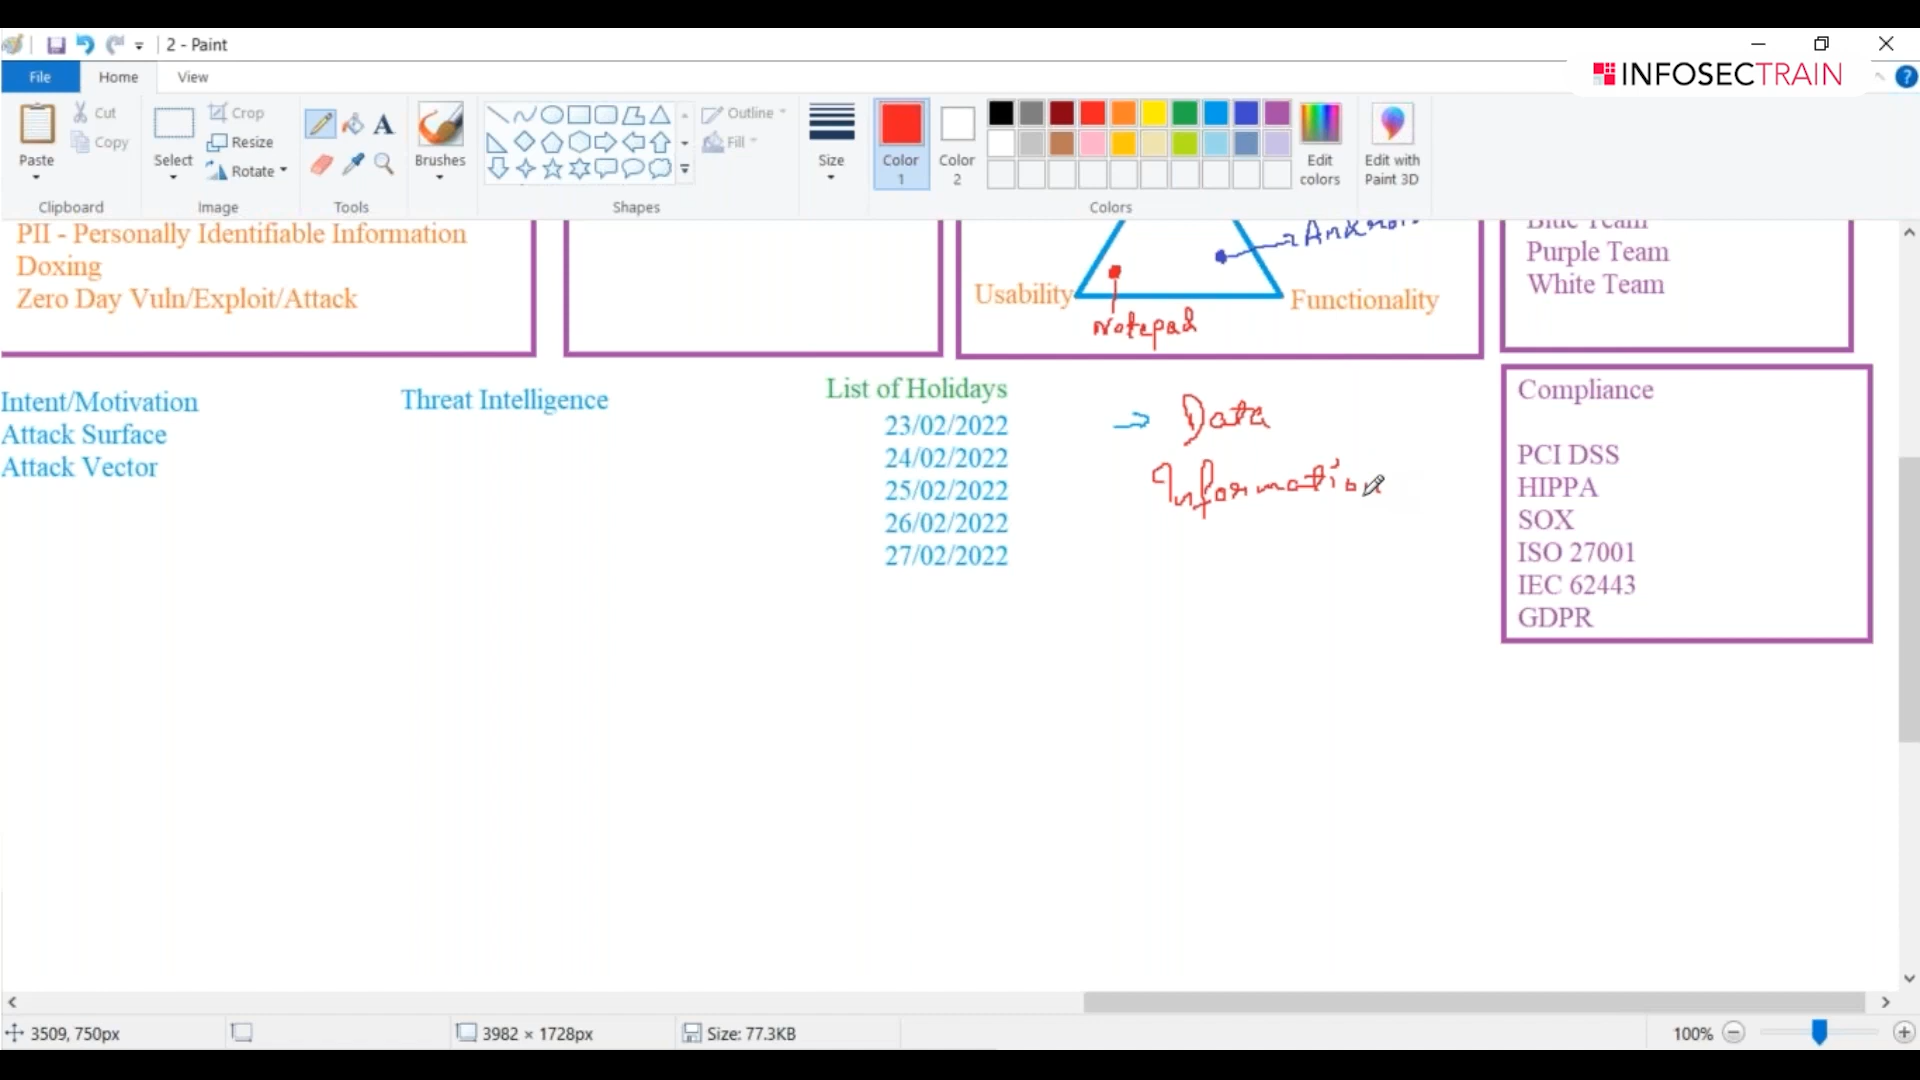 2 - Paint
INFOSECTRAIN
File Home View
Paste
Cut
Copy
Clipboard
Select
Crop
Resize
Rotate
Image
Tools
Brushes
Shapes
Outline
Fill
Size
Color 1
Color 2
Colors
Edit colors
Edit with Paint 3D
PII - Personally Identifiable Information
Doxing
Zero Day Vuln/Exploit/Attack
Usability
Functionality
Notepad
Blue Team
Purple Team
White Team
Intent/Motivation
Attack Surface
Attack Vector
Threat Intelligence
List of Holidays
23/02/2022
24/02/2022
25/02/2022
26/02/2022
27/02/2022
Data
Information
Compliance
PCI DSS
HIPPA
SOX
ISO 27001
IEC 62443
GDPR
3509, 750px
3982 × 1728px
Size: 77.3KB
100%